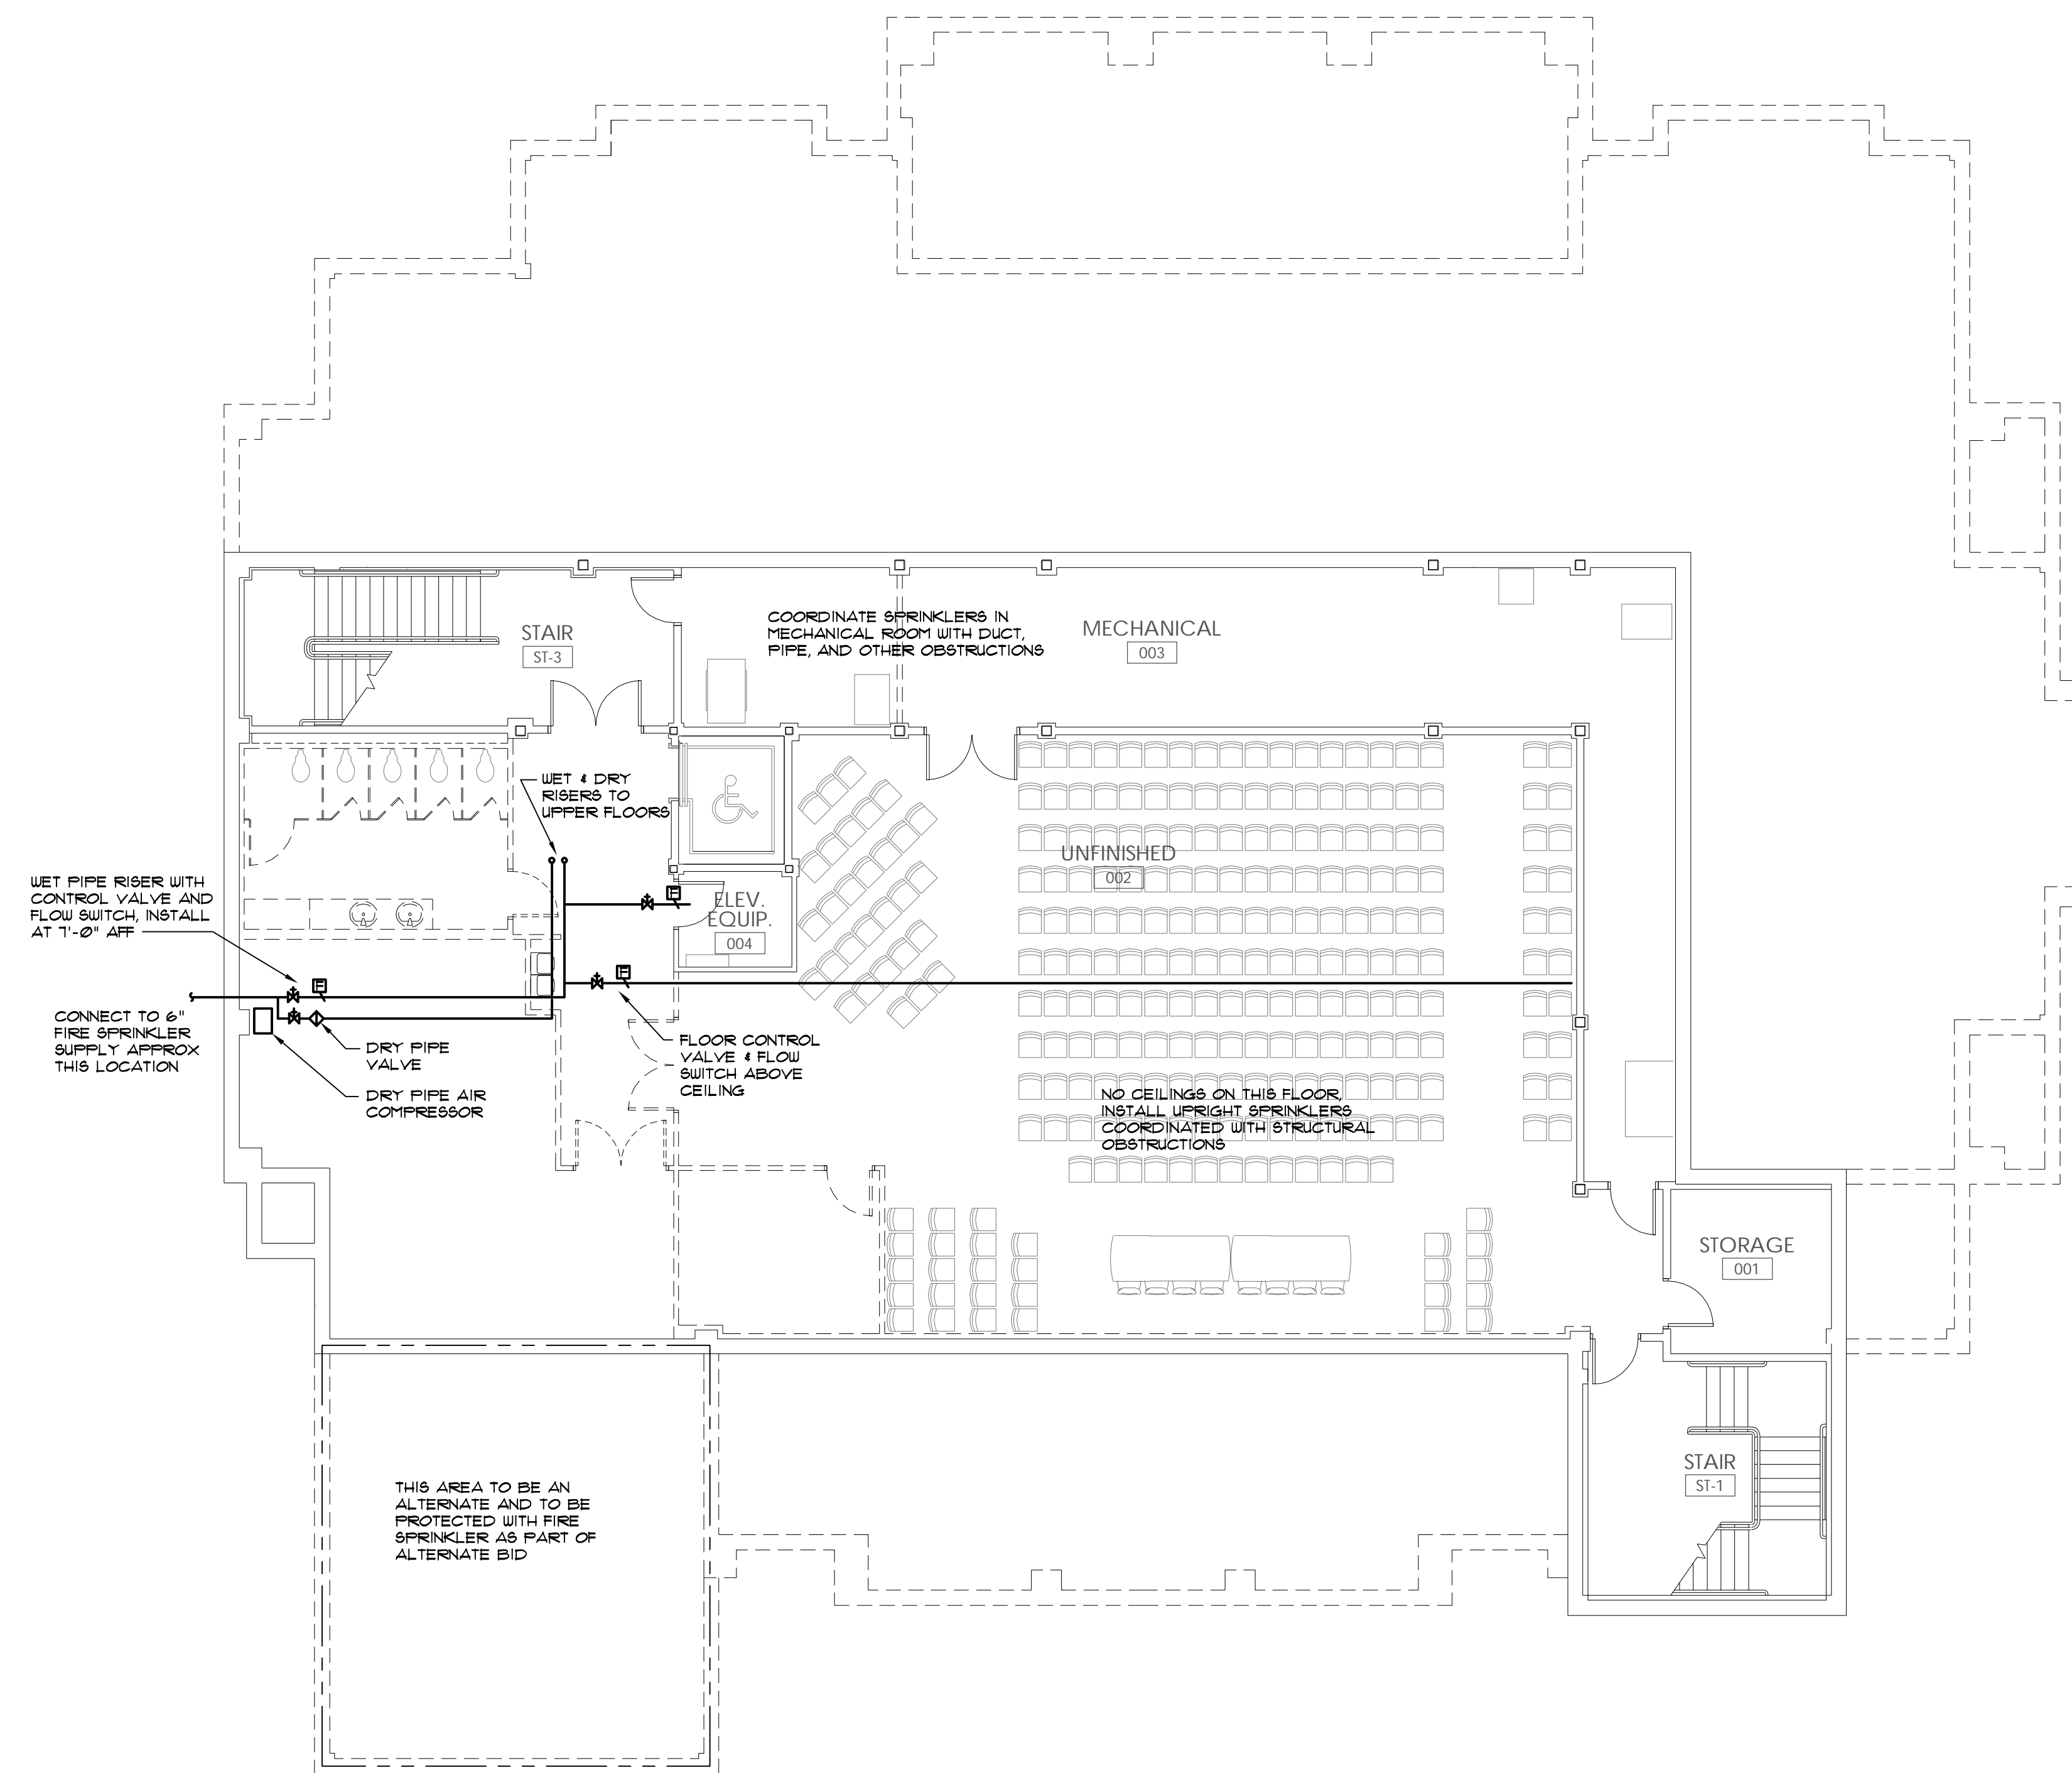 STAIR
ST-3
COORDINATE SPRINKLERS IN
MECHANICAL ROOM WITH DUCT,
PIPE, AND OTHER OBSTRUCTIONS
MECHANICAL
003
WET & DRY
RISERS TO
UPPER FLOORS
UNFINISHED
002
WET PIPE RISER WITH
CONTROL VALVE AND
FLOW SWITCH, INSTALL
AT 7'-0" AFF
F
ELEV.
EQUIP.
004
F
F
CONNECT TO 6"
FIRE SPRINKLER
SUPPLY APPROX
THIS LOCATION
DRY PIPE
VALVE
DRY PIPE AIR
COMPRESSOR
FLOOR CONTROL
VALVE & FLOW
SWITCH ABOVE
CEILING
NO CEILINGS ON THIS FLOOR,
INSTALL UPRIGHT SPRINKLERS
COORDINATED WITH STRUCTURAL
OBSTRUCTIONS
STORAGE
001
STAIR
ST-1
THIS AREA TO BE AN
ALTERNATE AND TO BE
PROTECTED WITH FIRE
SPRINKLER AS PART OF
ALTERNATE BID